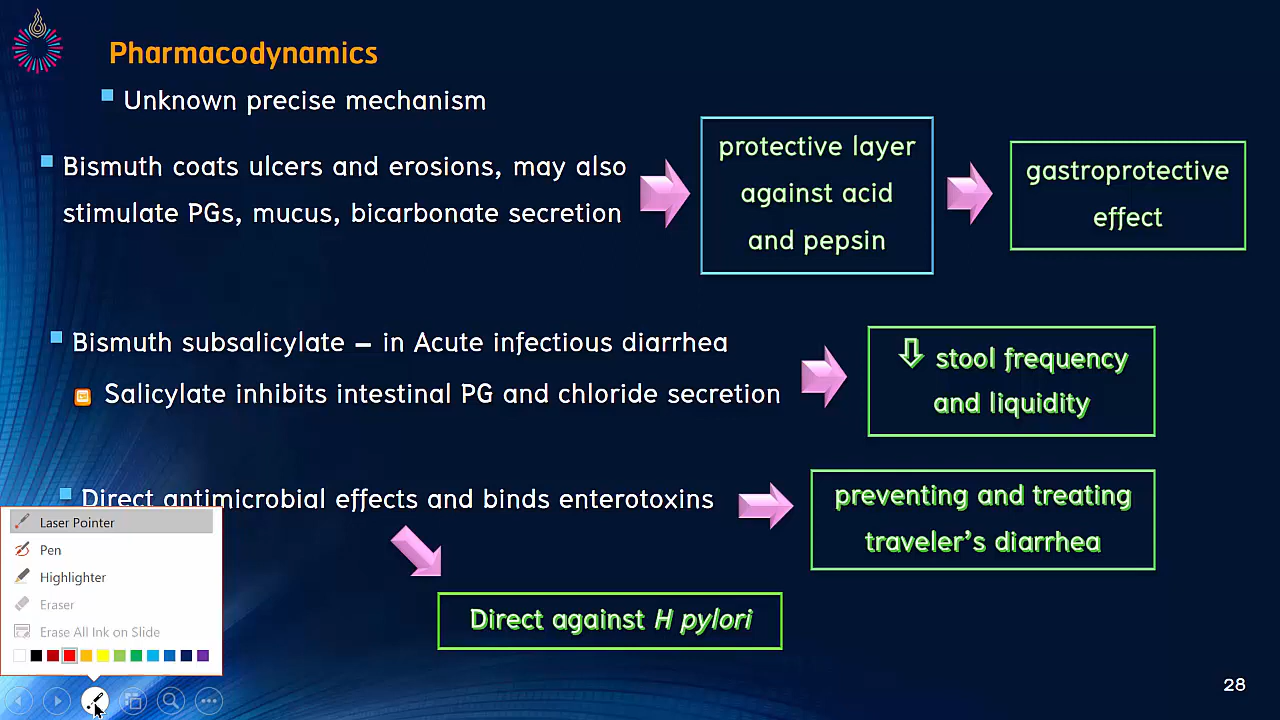 Pharmacodynamics
Unknown precise mechanism
Bismuth coats ulcers and erosions, may also
stimulate PGs, mucus, bicarbonate secretion
protective layer
against acid
and pepsin
gastroprotective
effect
Bismuth subsalicylate – in Acute infectious diarrhea
Salicylate inhibits intestinal PG and chloride secretion
stool frequency
and liquidity
Direct antimicrobial effects and binds enterotoxins
preventing and treating
traveler's diarrhea
Direct against H pylori
Laser Pointer
Pen
Highlighter
Eraser
Erase All Ink on Slide
28